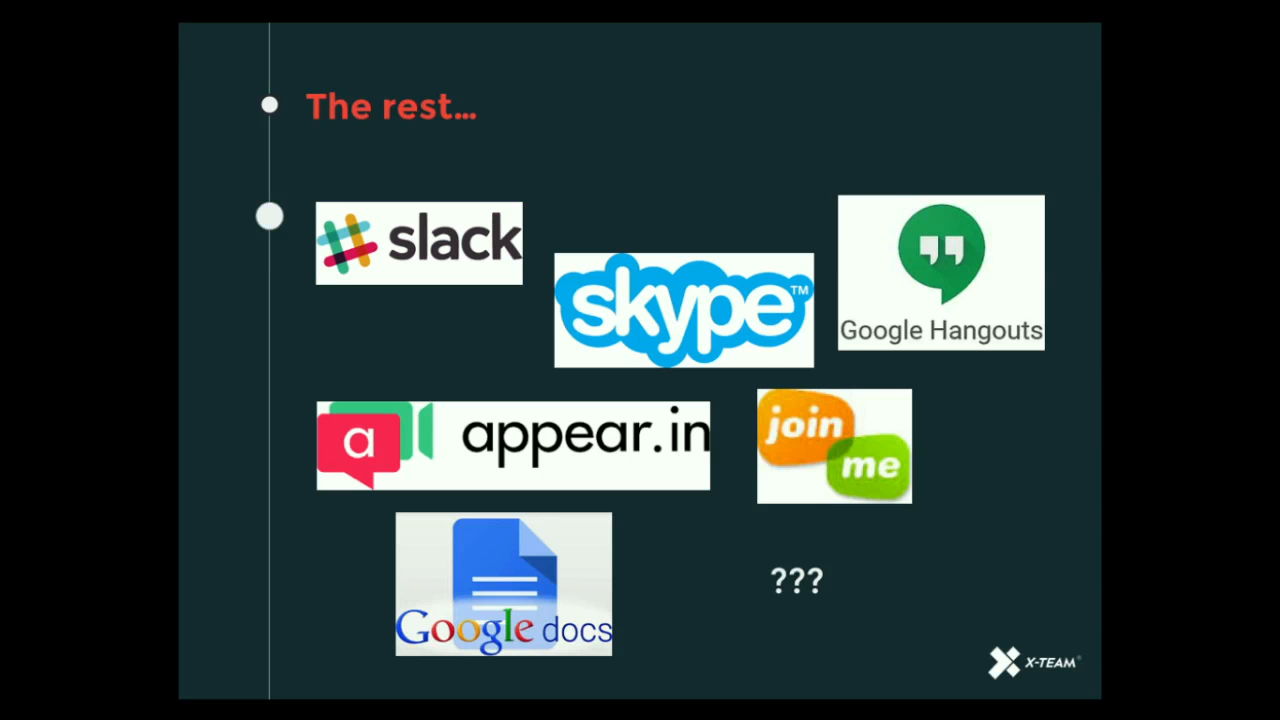 The rest...
slack
skype™
Google Hangouts
a appear.in
join
me
Google docs
???
X-TEAM®